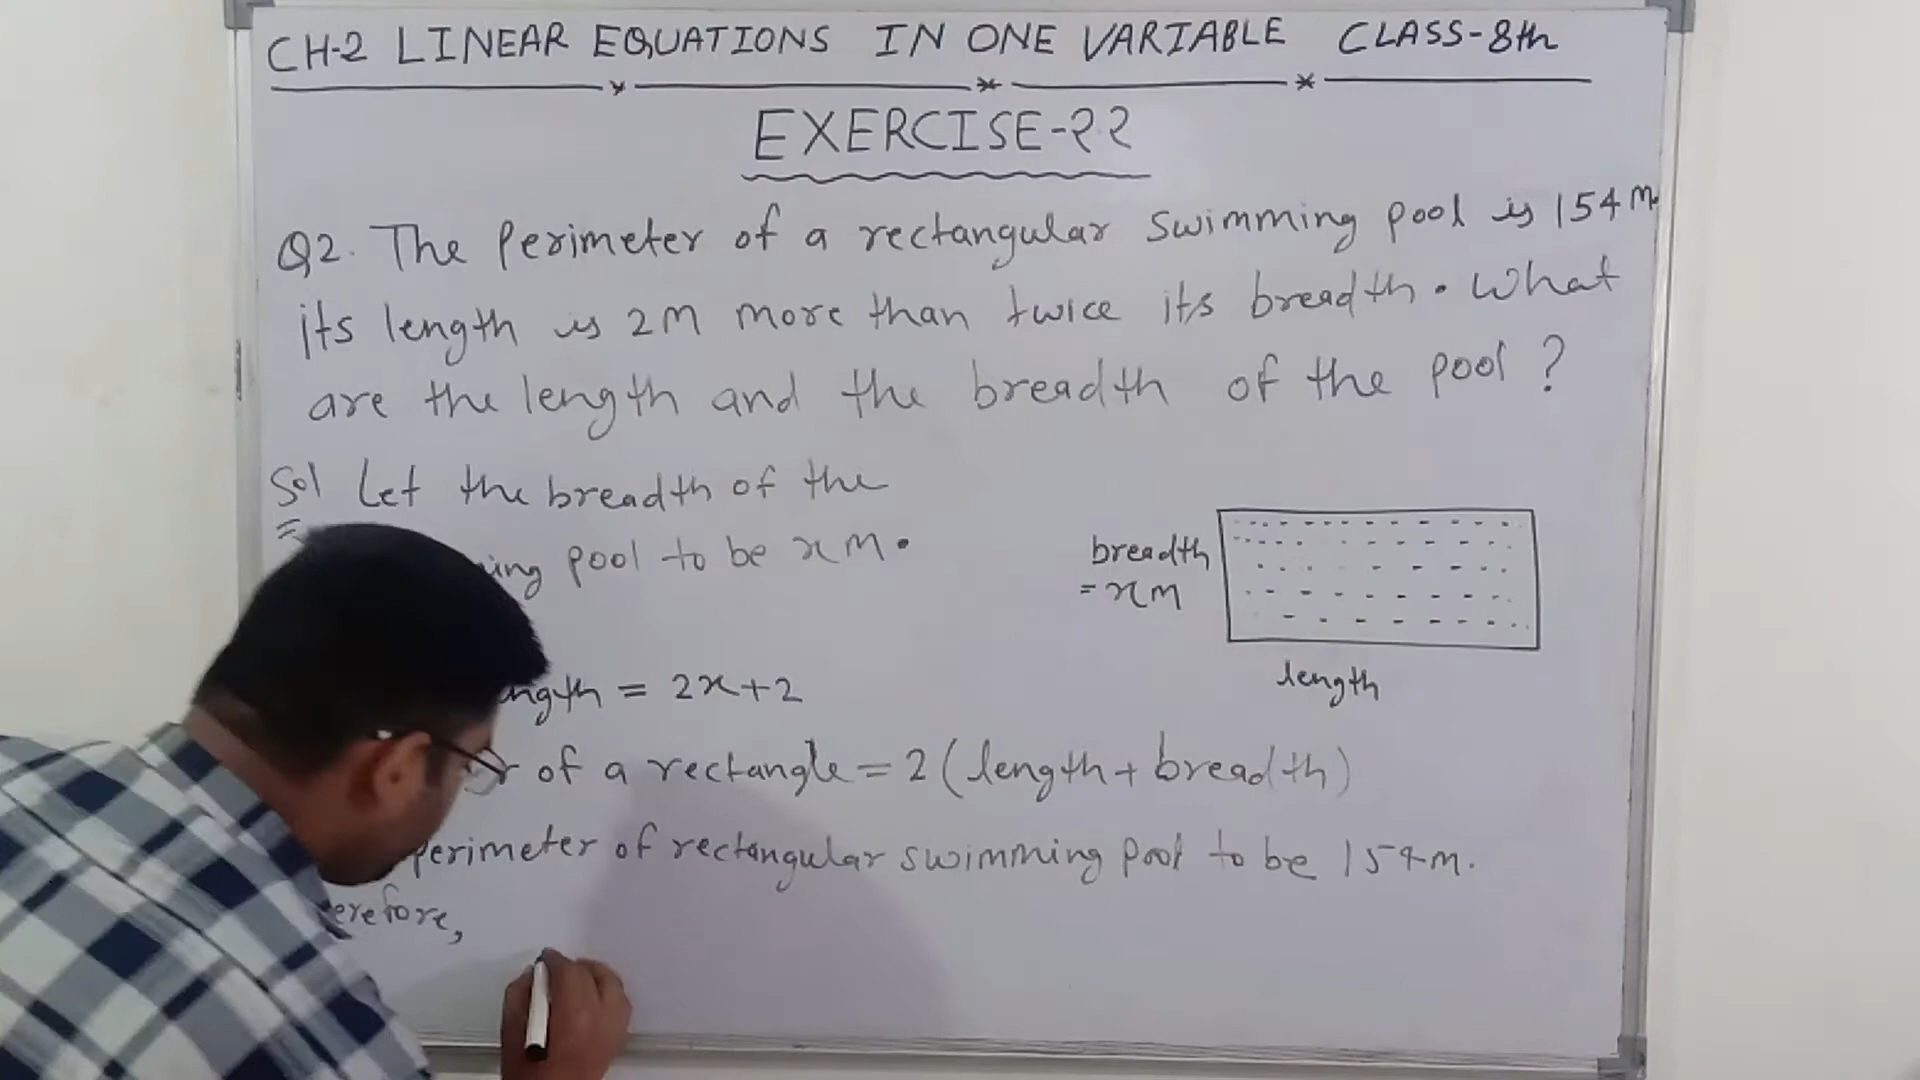 CH-2 LINEAR EQUATIONS IN ONE VARIABLE CLASS-8th
EXERCISE-2.2
Q2. The Perimeter of a rectangular swimming pool is 154 m.
its length is 2m more than twice its breadth. What
are the length and the breadth of the pool ?
Sol Let the breadth of the
pool to be x m.
breadth
= x m
length
= 2x+2
of a rectangle = 2 (length + breadth)
perimeter of rectangular swimming pool to be 154m.